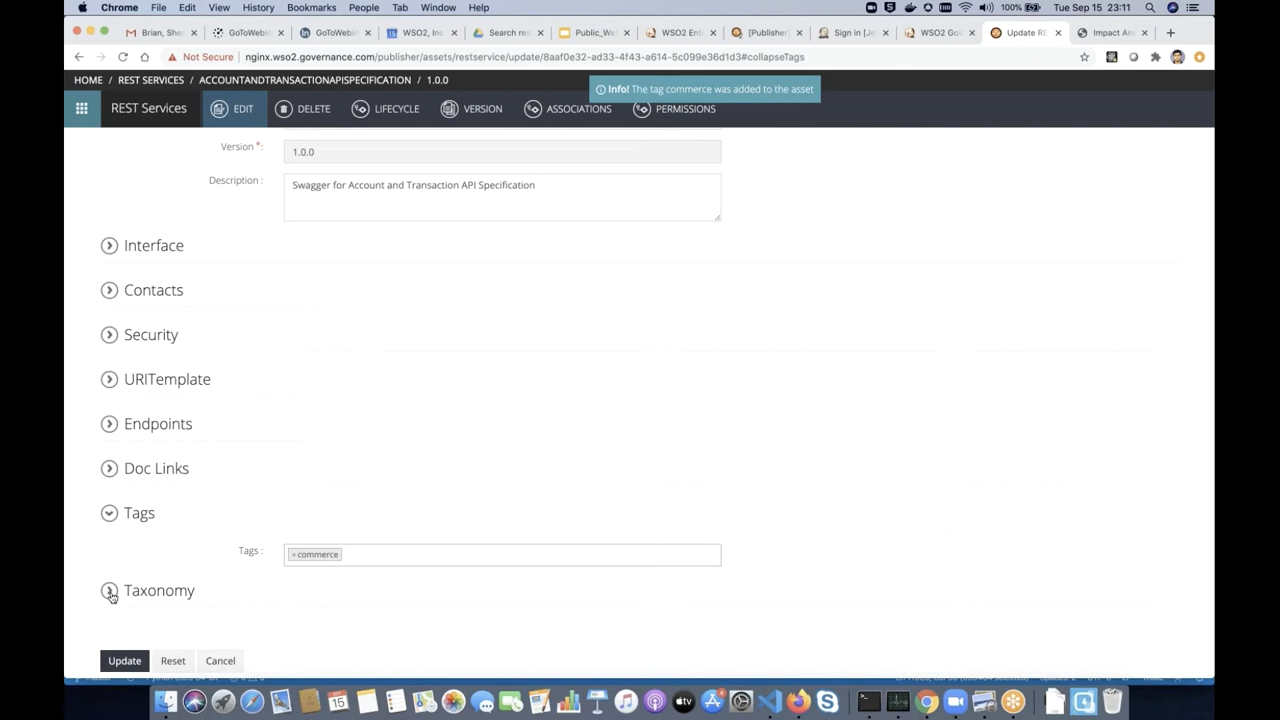 Chrome File Edit View History Bookmarks People Tab Window Help 100% Tue Sep 15 23:11
Brian, She GoToWebin GoToWebin WSO2, Inc Search res Public_We WSO2 Ent [Publisher] Sign in [Je WSO2 Gov Update RE Impact Ana
Not Secure nginx.wso2.governance.com/publisher/assets/restservice/update/8aaf0e32-ad33-4f43-a614-5c099e36d1d3#collapseTags
HOME / REST SERVICES / ACCOUNTANDTRANSACTIONAPISPECIFICATION / 1.0.0
Info! The tag commerce was added to the asset
REST Services EDIT DELETE LIFECYCLE VERSION ASSOCIATIONS PERMISSIONS
Version *: 1.0.0
Description : Swagger for Account and Transaction API Specification
Interface
Contacts
Security
URITemplate
Endpoints
Doc Links
Tags
Tags : ×commerce
Taxonomy
Update Reset Cancel